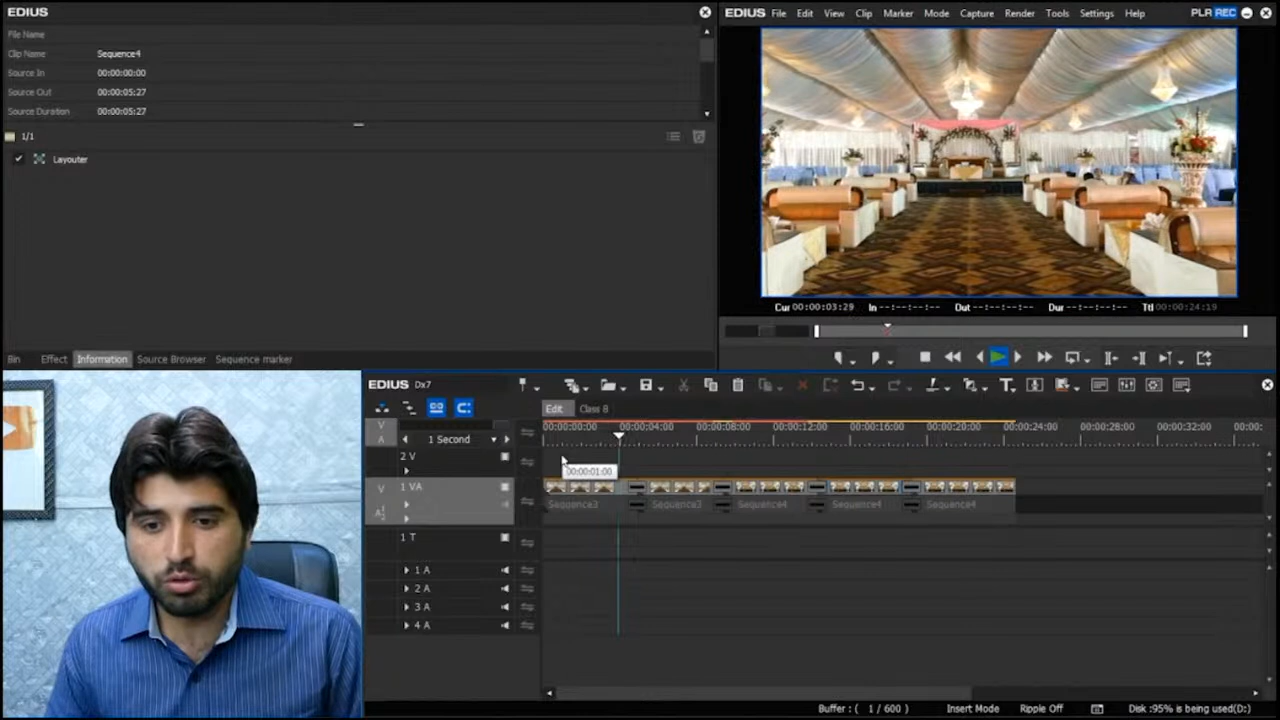 EDIUS
File Name
Clip Name Sequence4
Source In 00:00:00:00
Source Out 00:00:05:27
Source Duration 00:00:05:27
1/1
Layouter
Bin Effect Information Source Browser Sequence marker
EDIUS File Edit View Clip Marker Mode Capture Render Tools Settings Help PLR REC
Cur 00:00:03:29 In --:--:--:-- Out --:--:--:-- Dur --:--:--:-- Ttl 00:00:24:19
EDIUS Dx7
Edit Class 8
V
A
1 Second
00:00:00:00 00:00:04:00 00:00:08:00 00:00:12:00 00:00:16:00 00:00:20:00 00:00:24:00 00:00:28:00 00:00:32:00 00:00:
2 V
00:00:01:00
V 1 VA
A
Sequence3 Sequence3 Sequence4 Sequence4 Sequence4
1 T
1 A
2 A
3 A
4 A
Buffer : ( 1 / 600 ) Insert Mode Ripple Off Disk :95% is being used(D:)